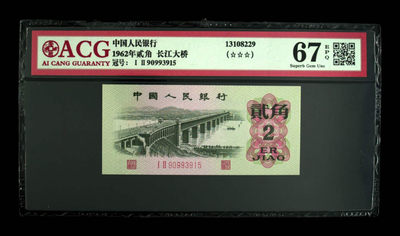 ACG
AI CANG GUARANTY
中国人民银行
1962年贰角 长江大桥
冠号: I II 90993915
13108229
(☆☆☆)
67 EPQ
Superb Gem Unc
中国人民银行
贰角
2
ER
JIAO
I II 90993915